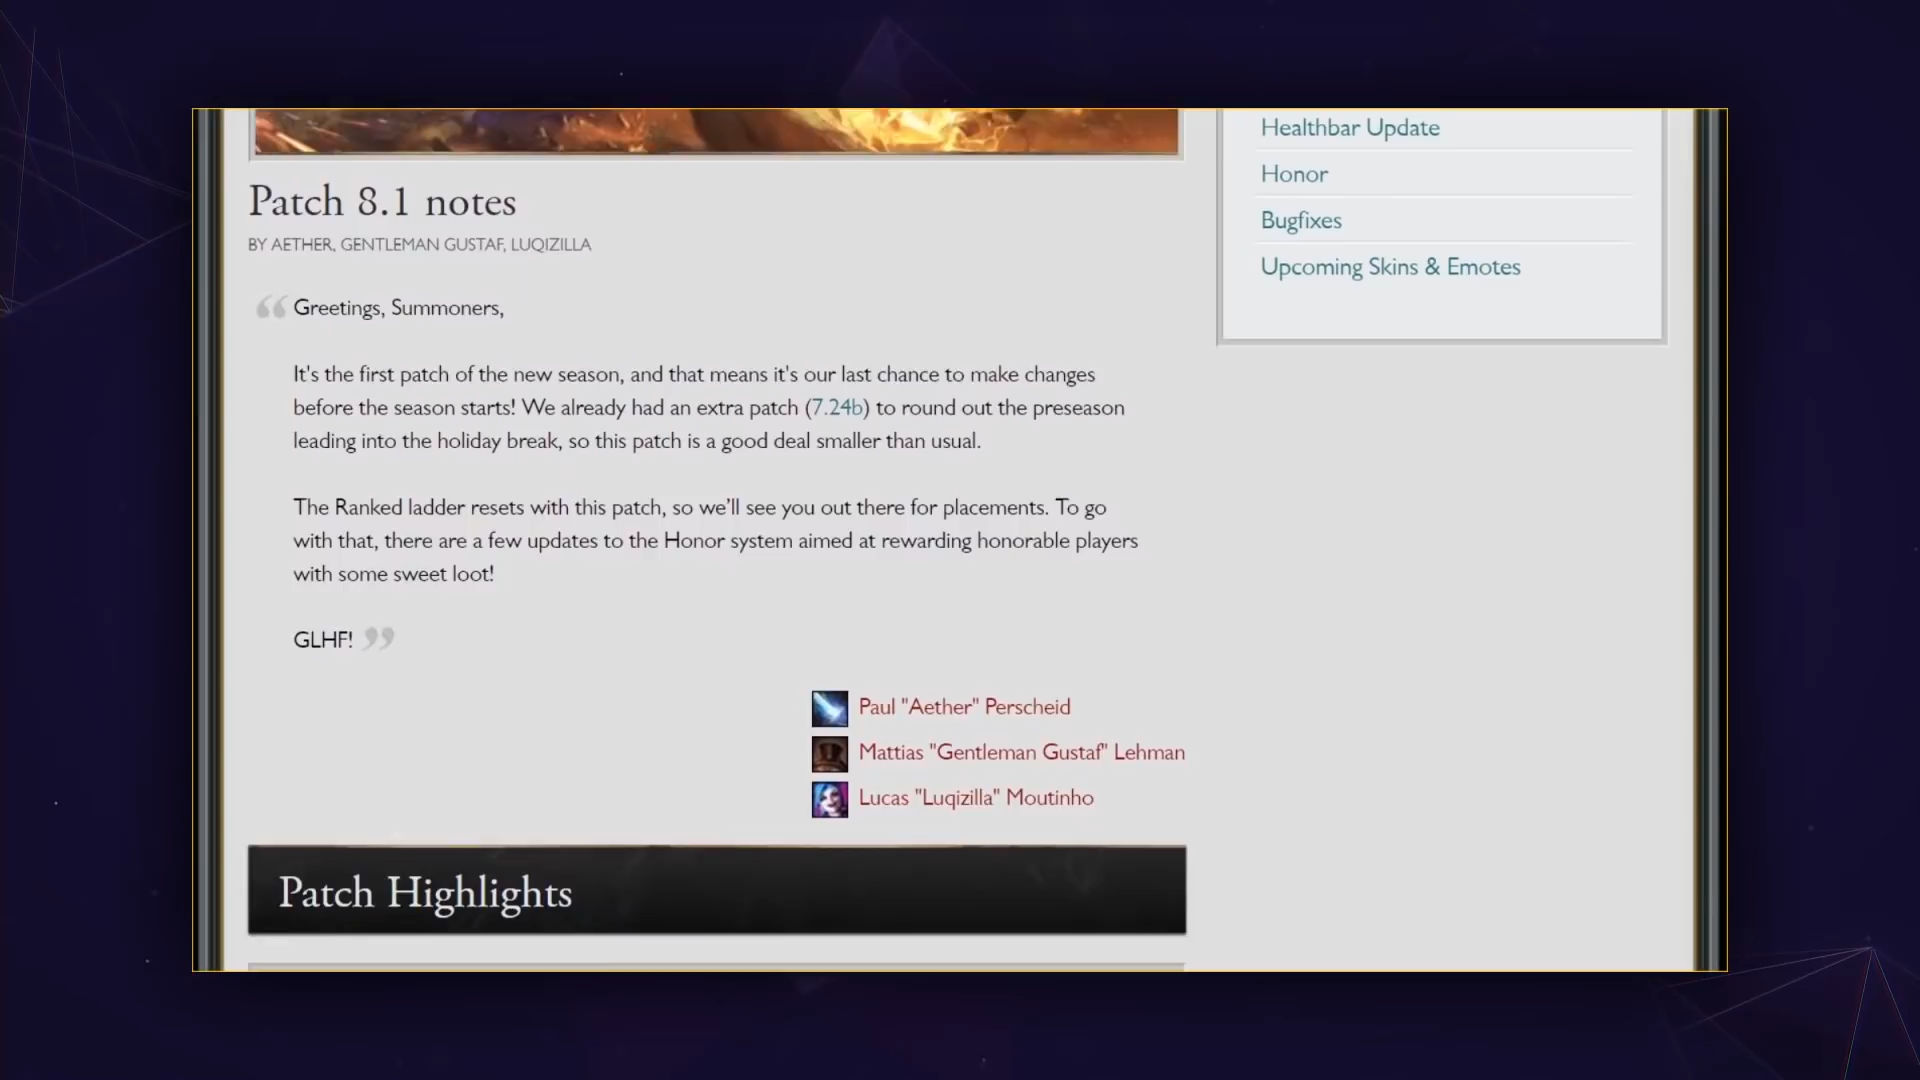 Healthbar Update
Honor
Bugfixes
Upcoming Skins & Emotes
Patch 8.1 notes
BY AETHER, GENTLEMAN GUSTAF, LUQIZILLA
“ Greetings, Summoners,
It's the first patch of the new season, and that means it's our last chance to make changes
before the season starts! We already had an extra patch (7.24b) to round out the preseason
leading into the holiday break, so this patch is a good deal smaller than usual.
The Ranked ladder resets with this patch, so we’ll see you out there for placements. To go
with that, there are a few updates to the Honor system aimed at rewarding honorable players
with some sweet loot!
GLHF! ”
Paul "Aether" Perscheid
Mattias "Gentleman Gustaf" Lehman
Lucas "Luqizilla" Moutinho
Patch Highlights